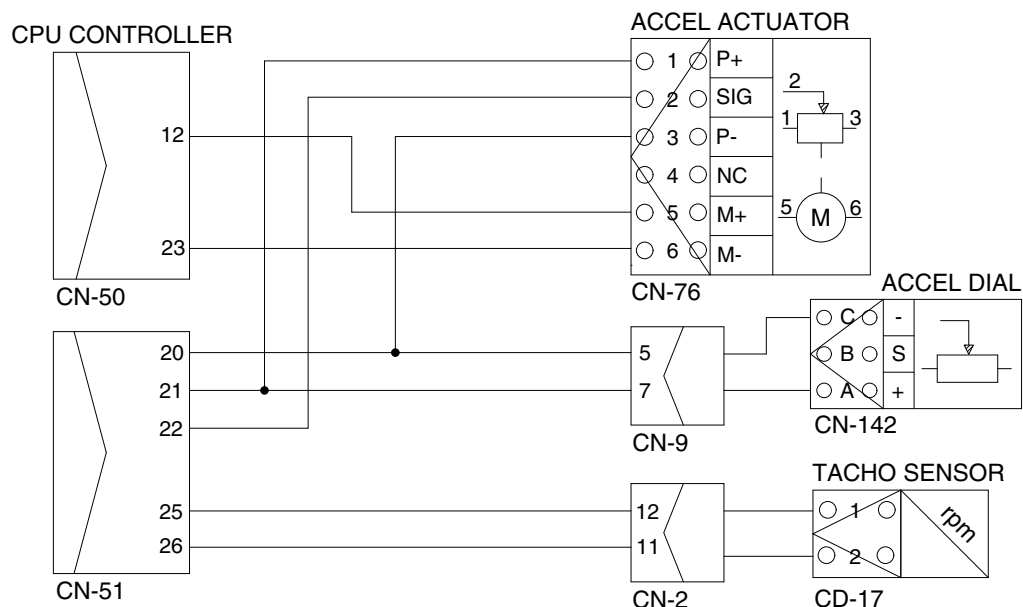 ACCEL ACTUATOR
CPU CONTROLLER
1 P+
2 SIG
3 P-
4 NC
5 M+
6 M-
2
1 3
5 M 6
12
23
CN-50
CN-76
ACCEL DIAL
C -
B S
A +
20
21
22
25
26
5
7
CN-9
CN-142
TACHO SENSOR
12
11
1
2
rpm
CN-51
CN-2
CD-17